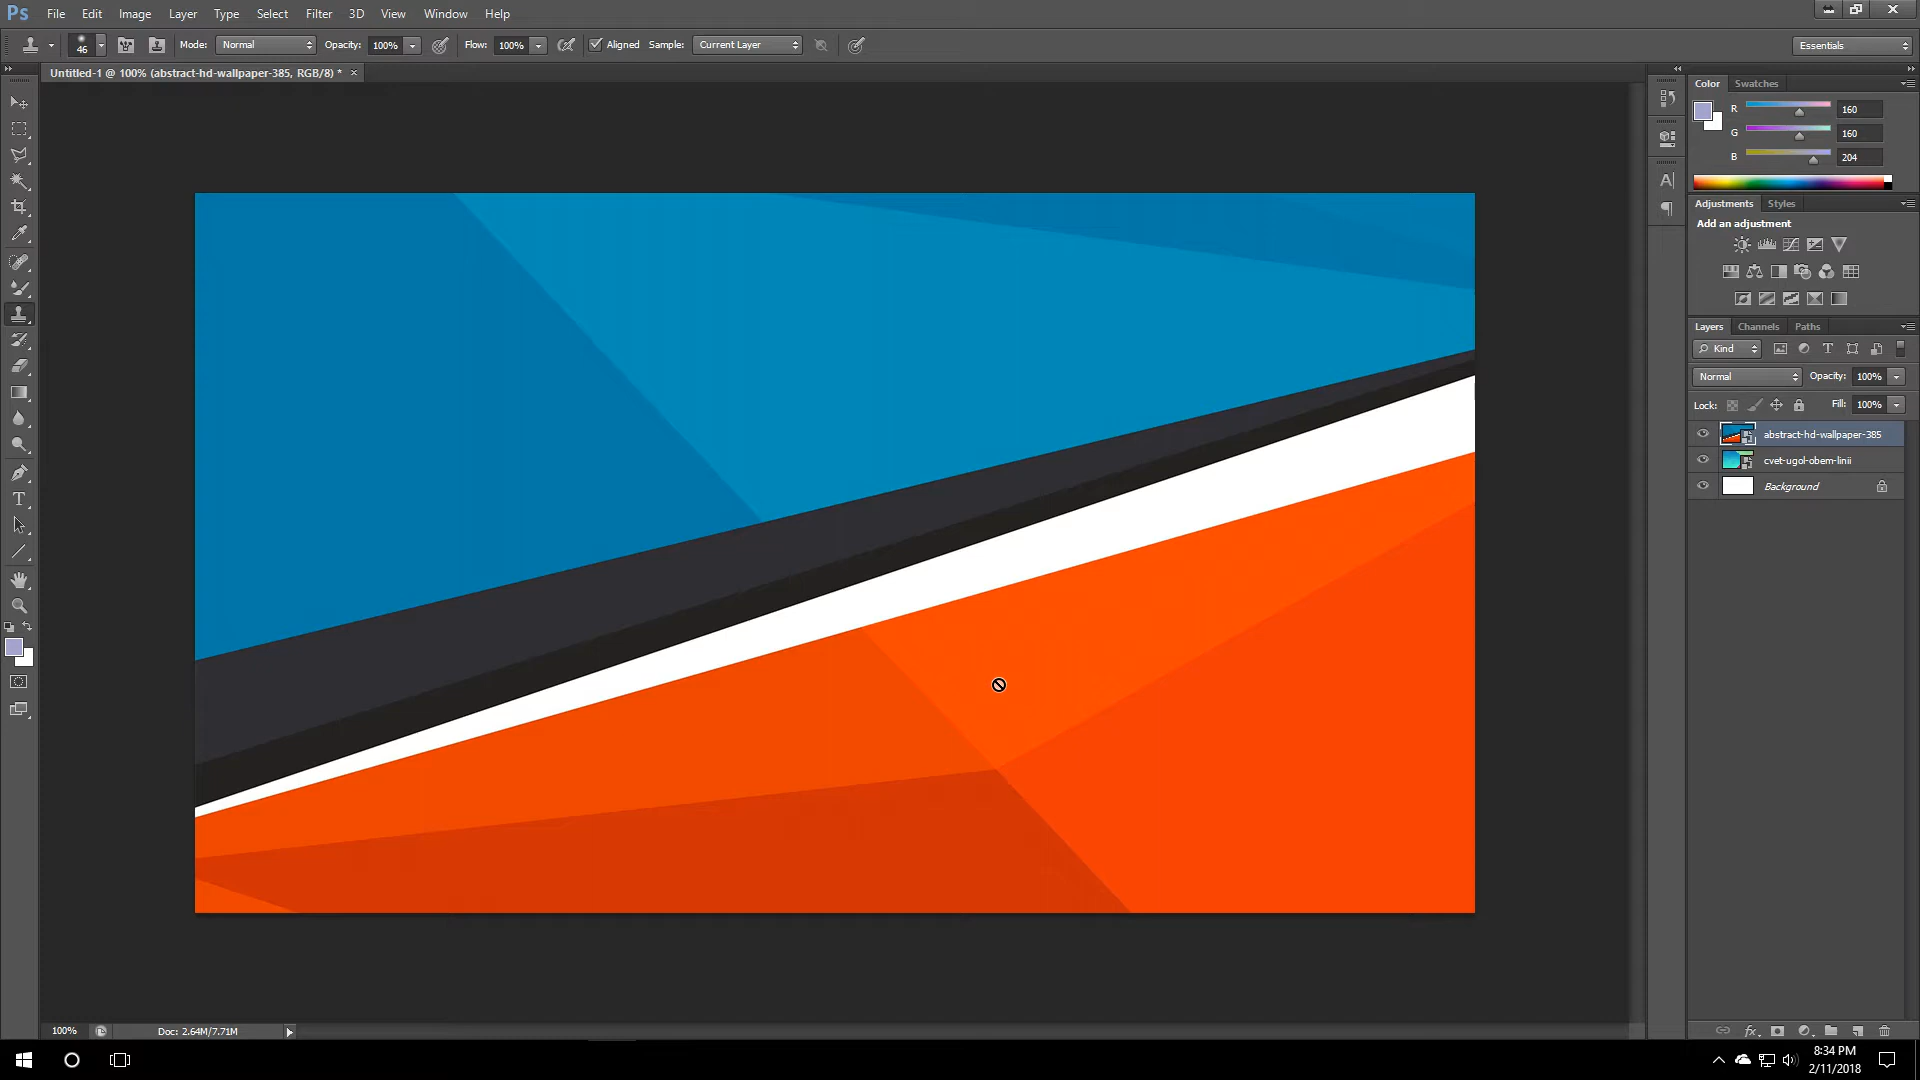 Ps File Edit Image Layer Type Select Filter 3D View Window Help
46 Mode: Normal Opacity: 100% Flow: 100% Aligned Sample: Current Layer Essentials
Untitled-1 @ 100% (abstract-hd-wallpaper-385, RGB/8) *
Color Swatches
R 160
G 160
B 204
Adjustments Styles
Add an adjustment
Layers Channels Paths
Kind
Normal Opacity: 100%
Lock: Fill: 100%
abstract-hd-wallpaper-385
cvet-ugol-obem-linii
Background
100% Doc: 2.64M/7.71M
8:34 PM
2/11/2018